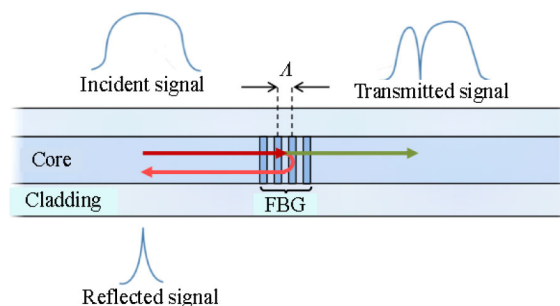 Incident signal
Λ
Transmitted signal
Core
Cladding
FBG
Reflected signal